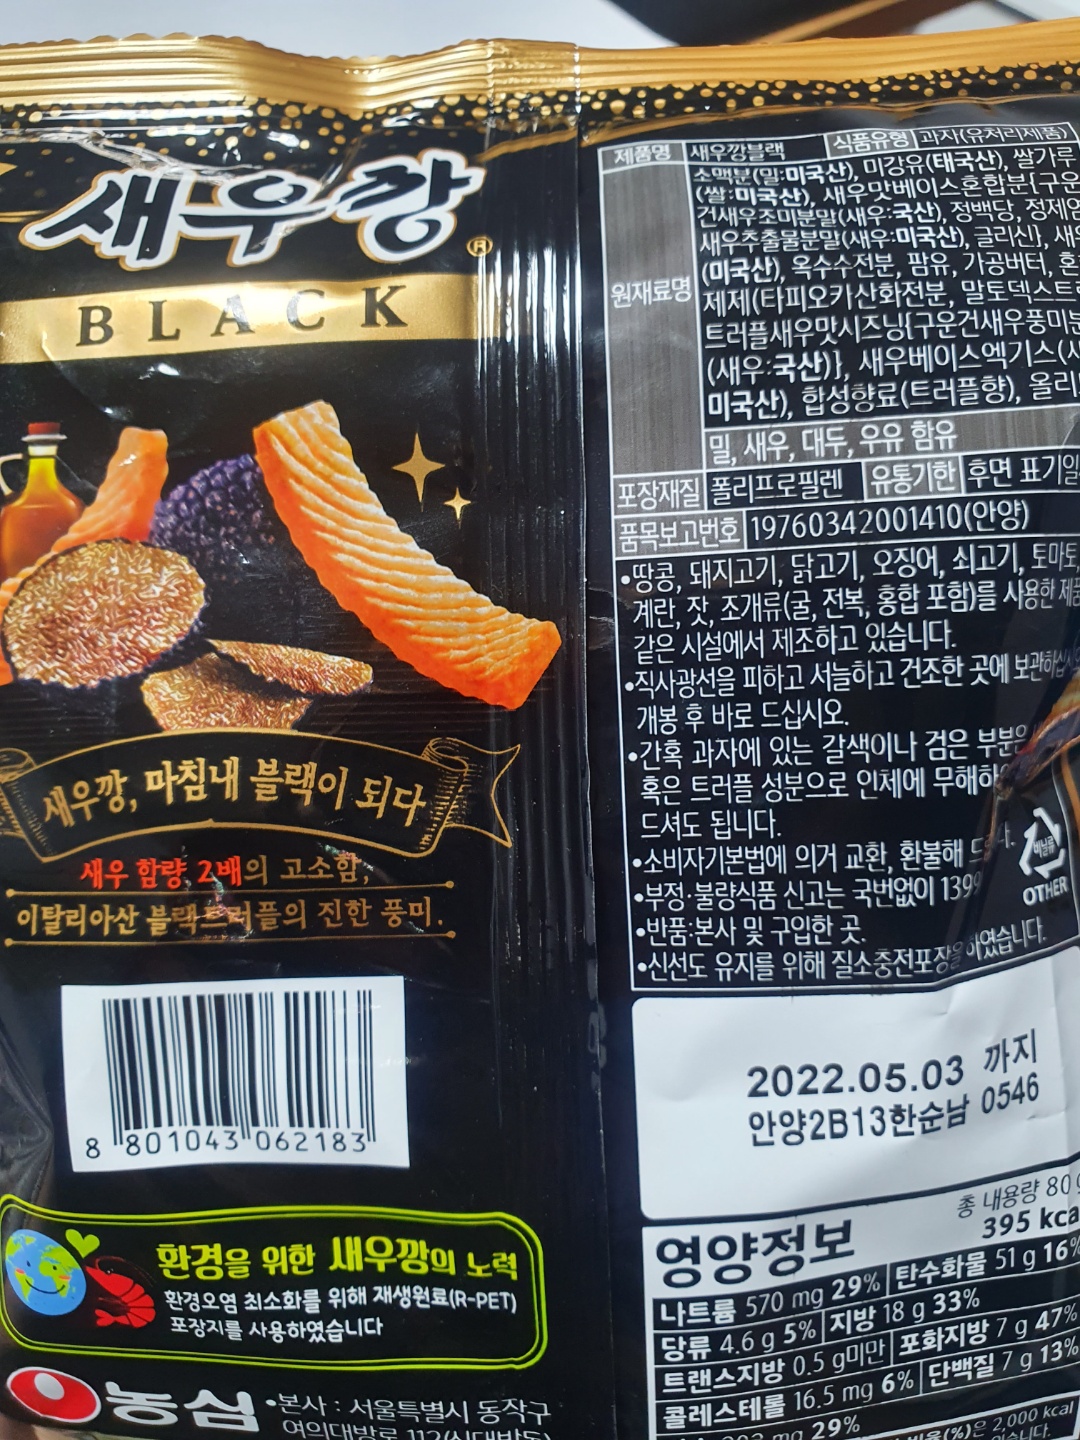 새우깡®
BLACK
새우깡, 마침내 블랙이 되다
새우 함량 2배의 고소함,
이탈리아산 블랙트러플의 진한 풍미.
8 801043 062183
환경을 위한 새우깡의 노력
환경오염 최소화를 위해 재생원료(R-PET)
포장지를 사용하였습니다
농심
•본사 : 서울특별시 동작구
여의대방로 112(신대방동)
제품명 새우깡블랙 식품유형 과자(유처리제품)
원재료명
소맥분(밀:미국산), 미강유(태국산), 쌀가루
(쌀:미국산), 새우맛베이스혼합분{구운
건새우조미분말(새우:국산), 정백당, 정제염
새우추출물분말(새우:미국산), 글리신}, 새우
(미국산), 옥수수전분, 팜유, 가공버터,
제제(타피오카산화전분, 말토덱스트
트러플새우맛시즈닝{구운건새우풍미분
(새우:국산)}, 새우베이스엑기스(새
미국산), 합성향료(트러플향), 올리
밀, 새우, 대두, 우유 함유
포장재질 폴리프로필렌 유통기한 후면 표기일
품목보고번호 19760342001410(안양)
•땅콩, 돼지고기, 닭고기, 오징어, 쇠고기, 토마토,
계란, 잣, 조개류(굴, 전복, 홍합 포함)를 사용한 제품
같은 시설에서 제조하고 있습니다.
•직사광선을 피하고 서늘하고 건조한 곳에 보관하십시
개봉 후 바로 드십시오.
•간혹 과자에 있는 갈색이나 검은 부분은
혹은 트러플 성분으로 인체에 무해하
드셔도 됩니다.
•소비자기본법에 의거 교환, 환불해 드
•부정·불량식품 신고는 국번없이 1399
•반품:본사 및 구입한 곳.
•신선도 유지를 위해 질소충전포장을 하였습니다.
비닐류
OTHER
2022.05.03 까지
안양2B13한순남 0546
영양정보
총 내용량 80 g
395 kca
나트륨 570 mg 29% 탄수화물 51 g 16%
당류 4.6 g 5% 지방 18 g 33%
트랜스지방 0.5 g미만 포화지방 7 g 47%
콜레스테롤 16.5 mg 6% 단백질 7 g 13%
mg 29%
비율(%)은 2,000 kcal